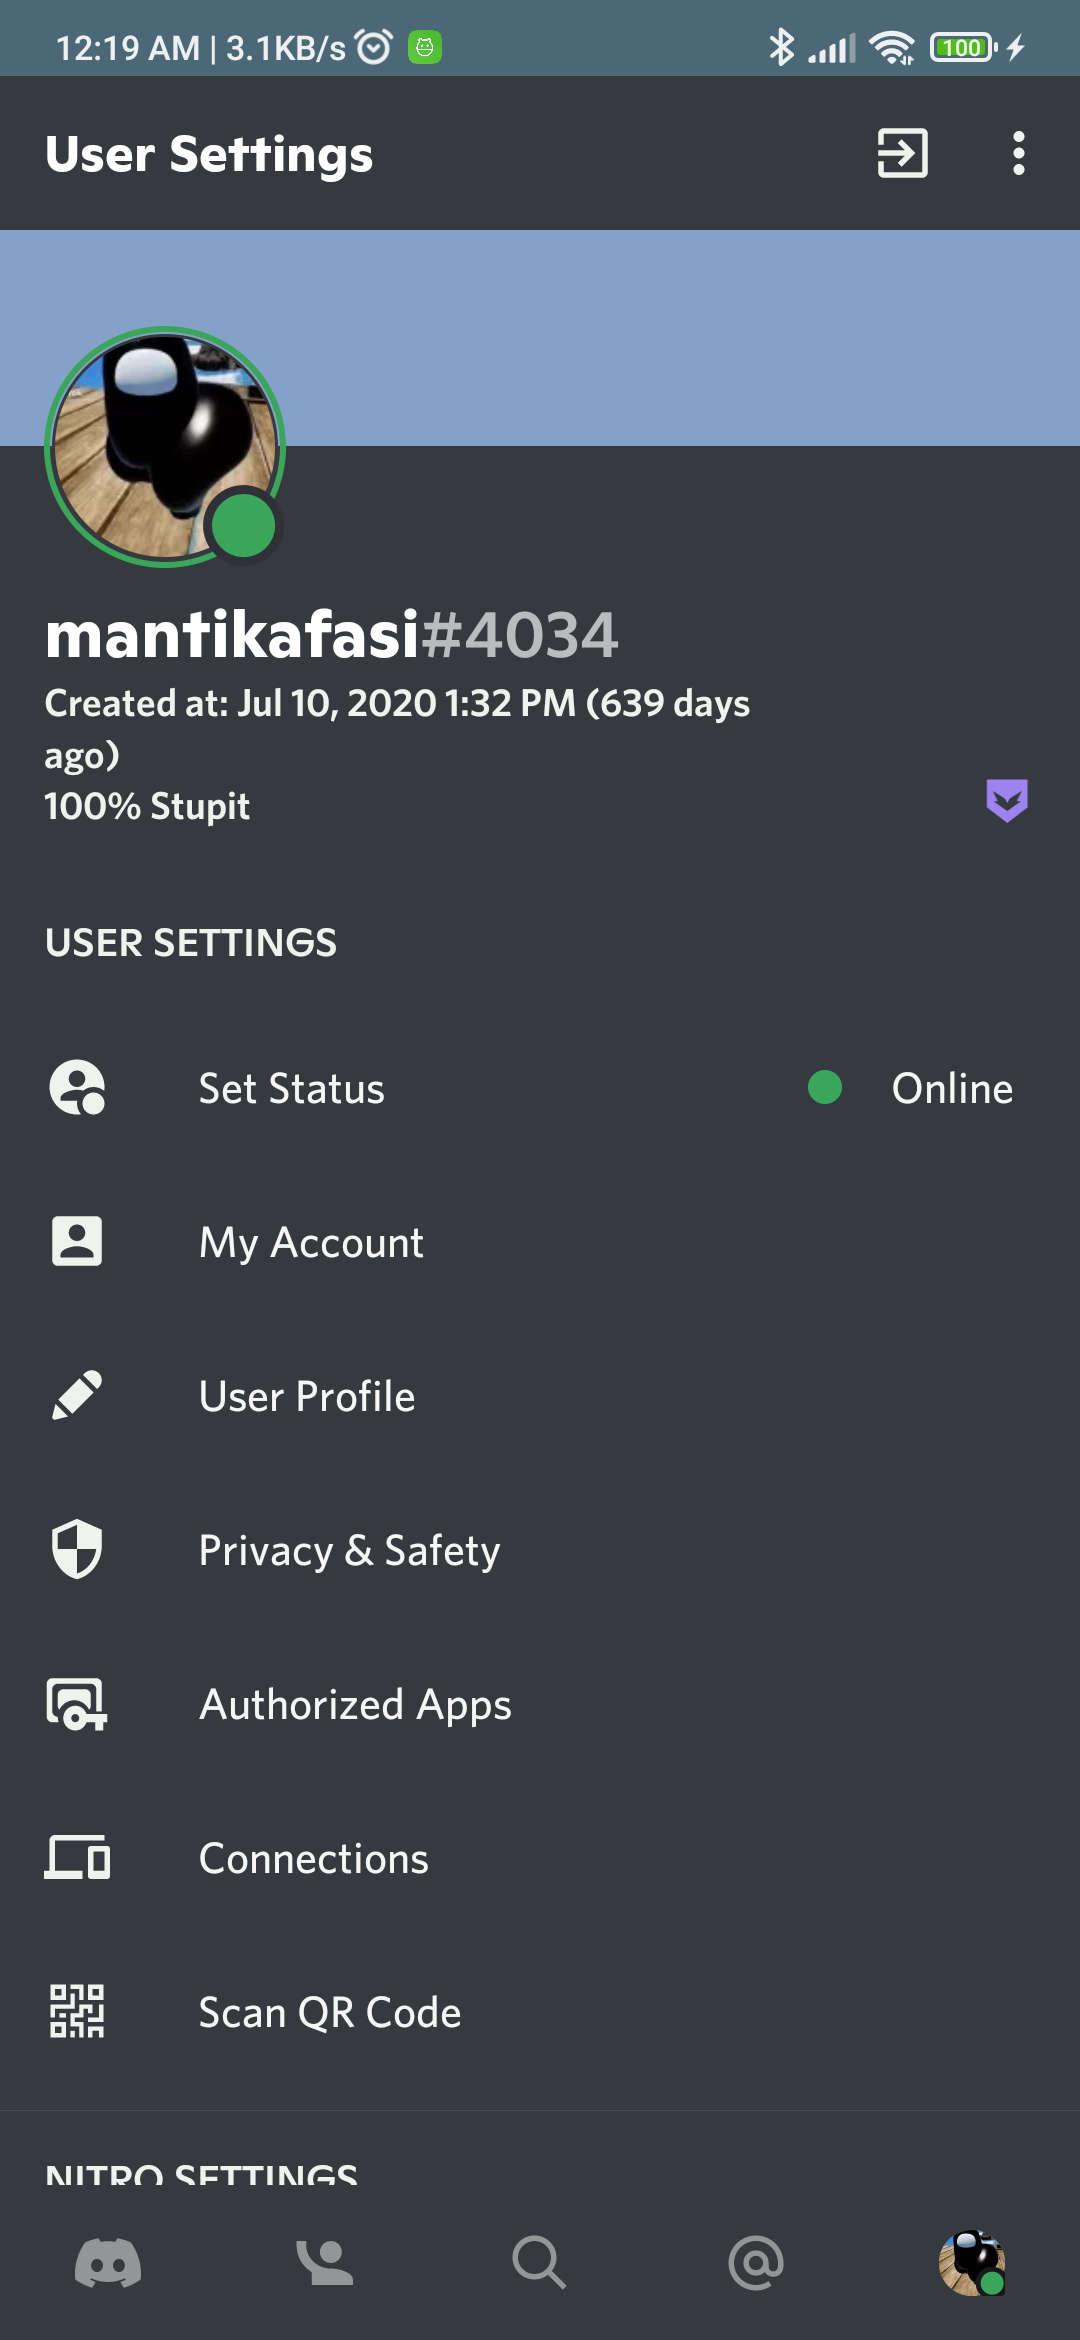 12:19 AM | 3.1KB/s
100
User Settings
mantikafasi#4034
Created at: Jul 10, 2020 1:32 PM (639 days
ago)
100% Stupit
USER SETTINGS
Set Status
Online
My Account
User Profile
Privacy & Safety
Authorized Apps
Connections
Scan QR Code
NITRO SETTINGS